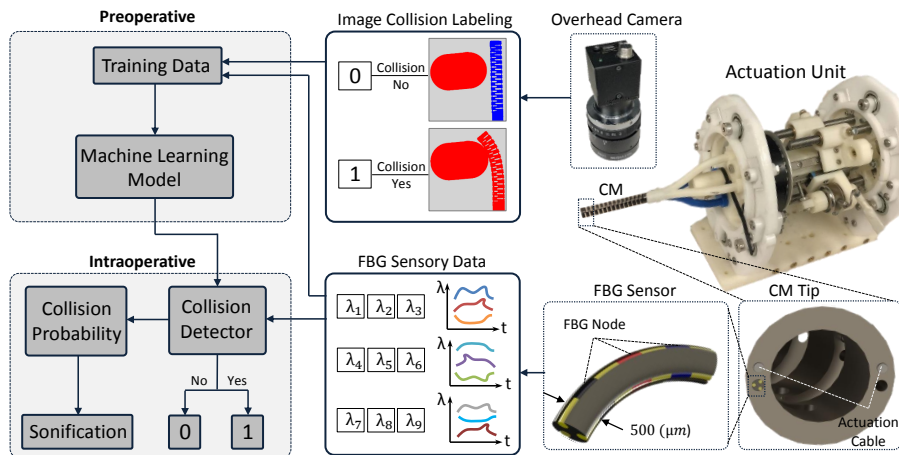 Preoperative
Training Data
Machine Learning
Model
Image Collision Labeling
0
Collision
No
1
Collision
Yes
Overhead Camera
Actuation Unit
CM
Intraoperative
Collision
Probability
Collision
Detector
No Yes
Sonification
0
1
FBG Sensory Data
λ1 λ2 λ3
λ
t
λ4 λ5 λ6
λ
t
λ7 λ8 λ9
λ
t
FBG Sensor
FBG Node
500 (μm)
CM Tip
Actuation
Cable